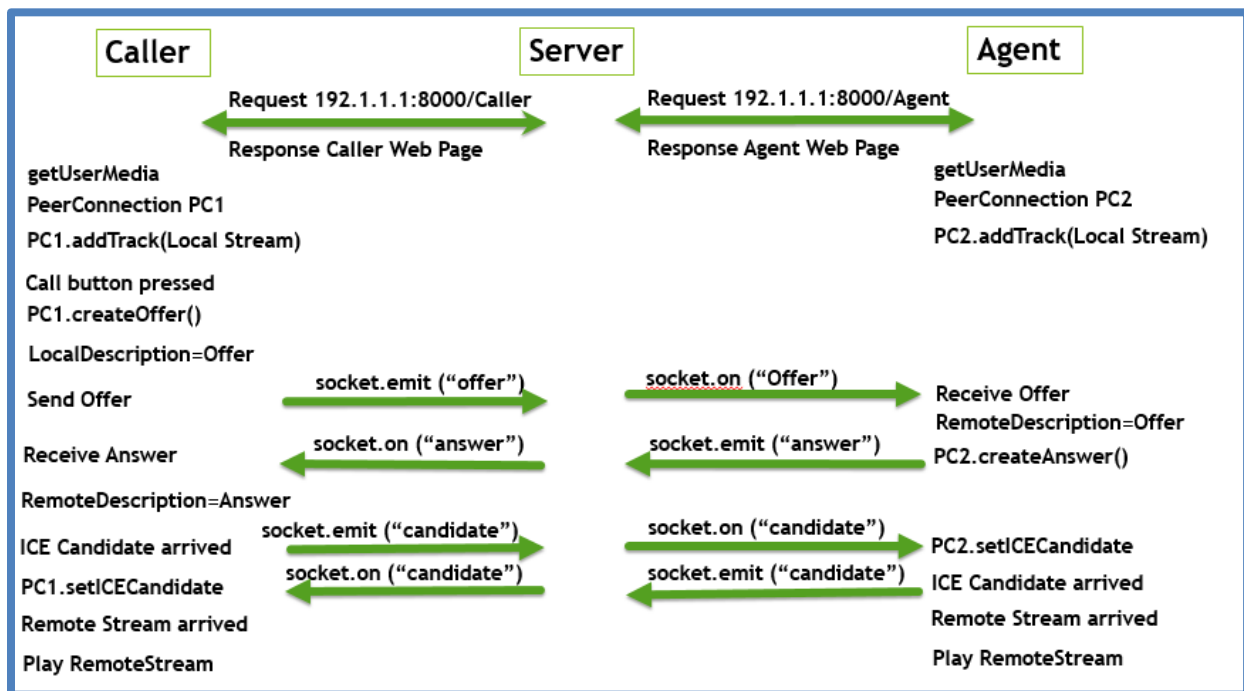 Caller
Server
Agent
Request 192.1.1.1:8000/Caller
Request 192.1.1.1:8000/Agent
Response Caller Web Page
Response Agent Web Page
getUserMedia
getUserMedia
PeerConnection PC1
PeerConnection PC2
PC1.addTrack(Local Stream)
PC2.addTrack(Local Stream)
Call button pressed
PC1.createOffer()
LocalDescription=Offer
socket.emit (“offer”)
socket.on (“Offer”)
Send Offer
Receive Offer
RemoteDescription=Offer
socket.on (“answer”)
socket.emit (“answer”)
Receive Answer
PC2.createAnswer()
RemoteDescription=Answer
socket.emit (“candidate”)
socket.on (“candidate”)
ICE Candidate arrived
PC2.setICECandidate
socket.on (“candidate”)
socket.emit (“candidate”)
PC1.setICECandidate
ICE Candidate arrived
Remote Stream arrived
Remote Stream arrived
Play RemoteStream
Play RemoteStream